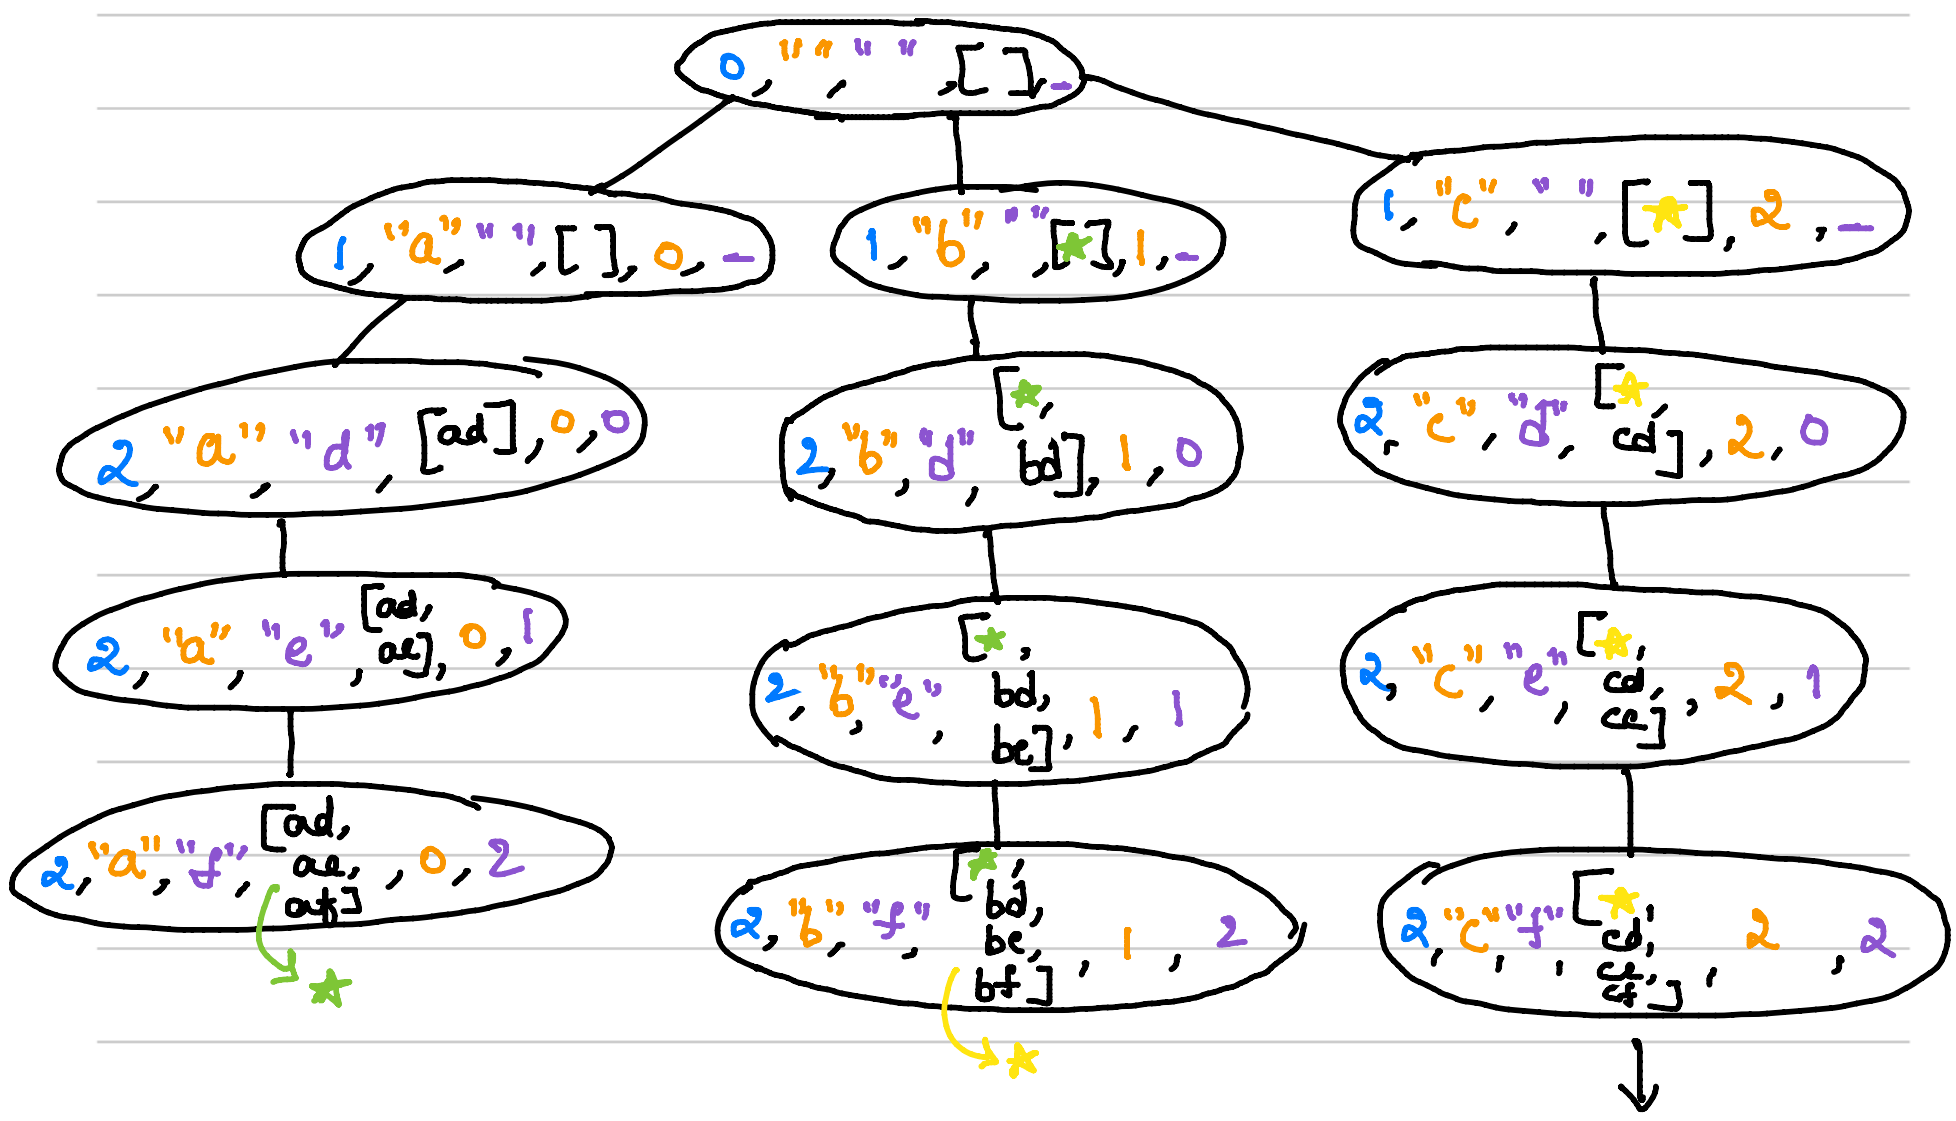 0, "", "", [ ], _
1, "a", "", [ ], 0, _
1, "b", "", [★], 1, _
1, "c", "", [★], 2, _
2, "a", "d", [ad], 0, 0
2, "b", "d", [★, bd], 1, 0
2, "c", "d", [★, cd], 2, 0
2, "a", "e", [ad, ae], 0, 1
2, "b", "e", [★, bd, be], 1, 1
2, "c", "e", [★, cd, ce], 2, 1
2, "a", "f", [ad, ae, af], 0, 2
★
2, "b", "f", [★, bd, be, bf], 1, 2
★
2, "c", "f", [★, cd, ce, cf], 2, 2